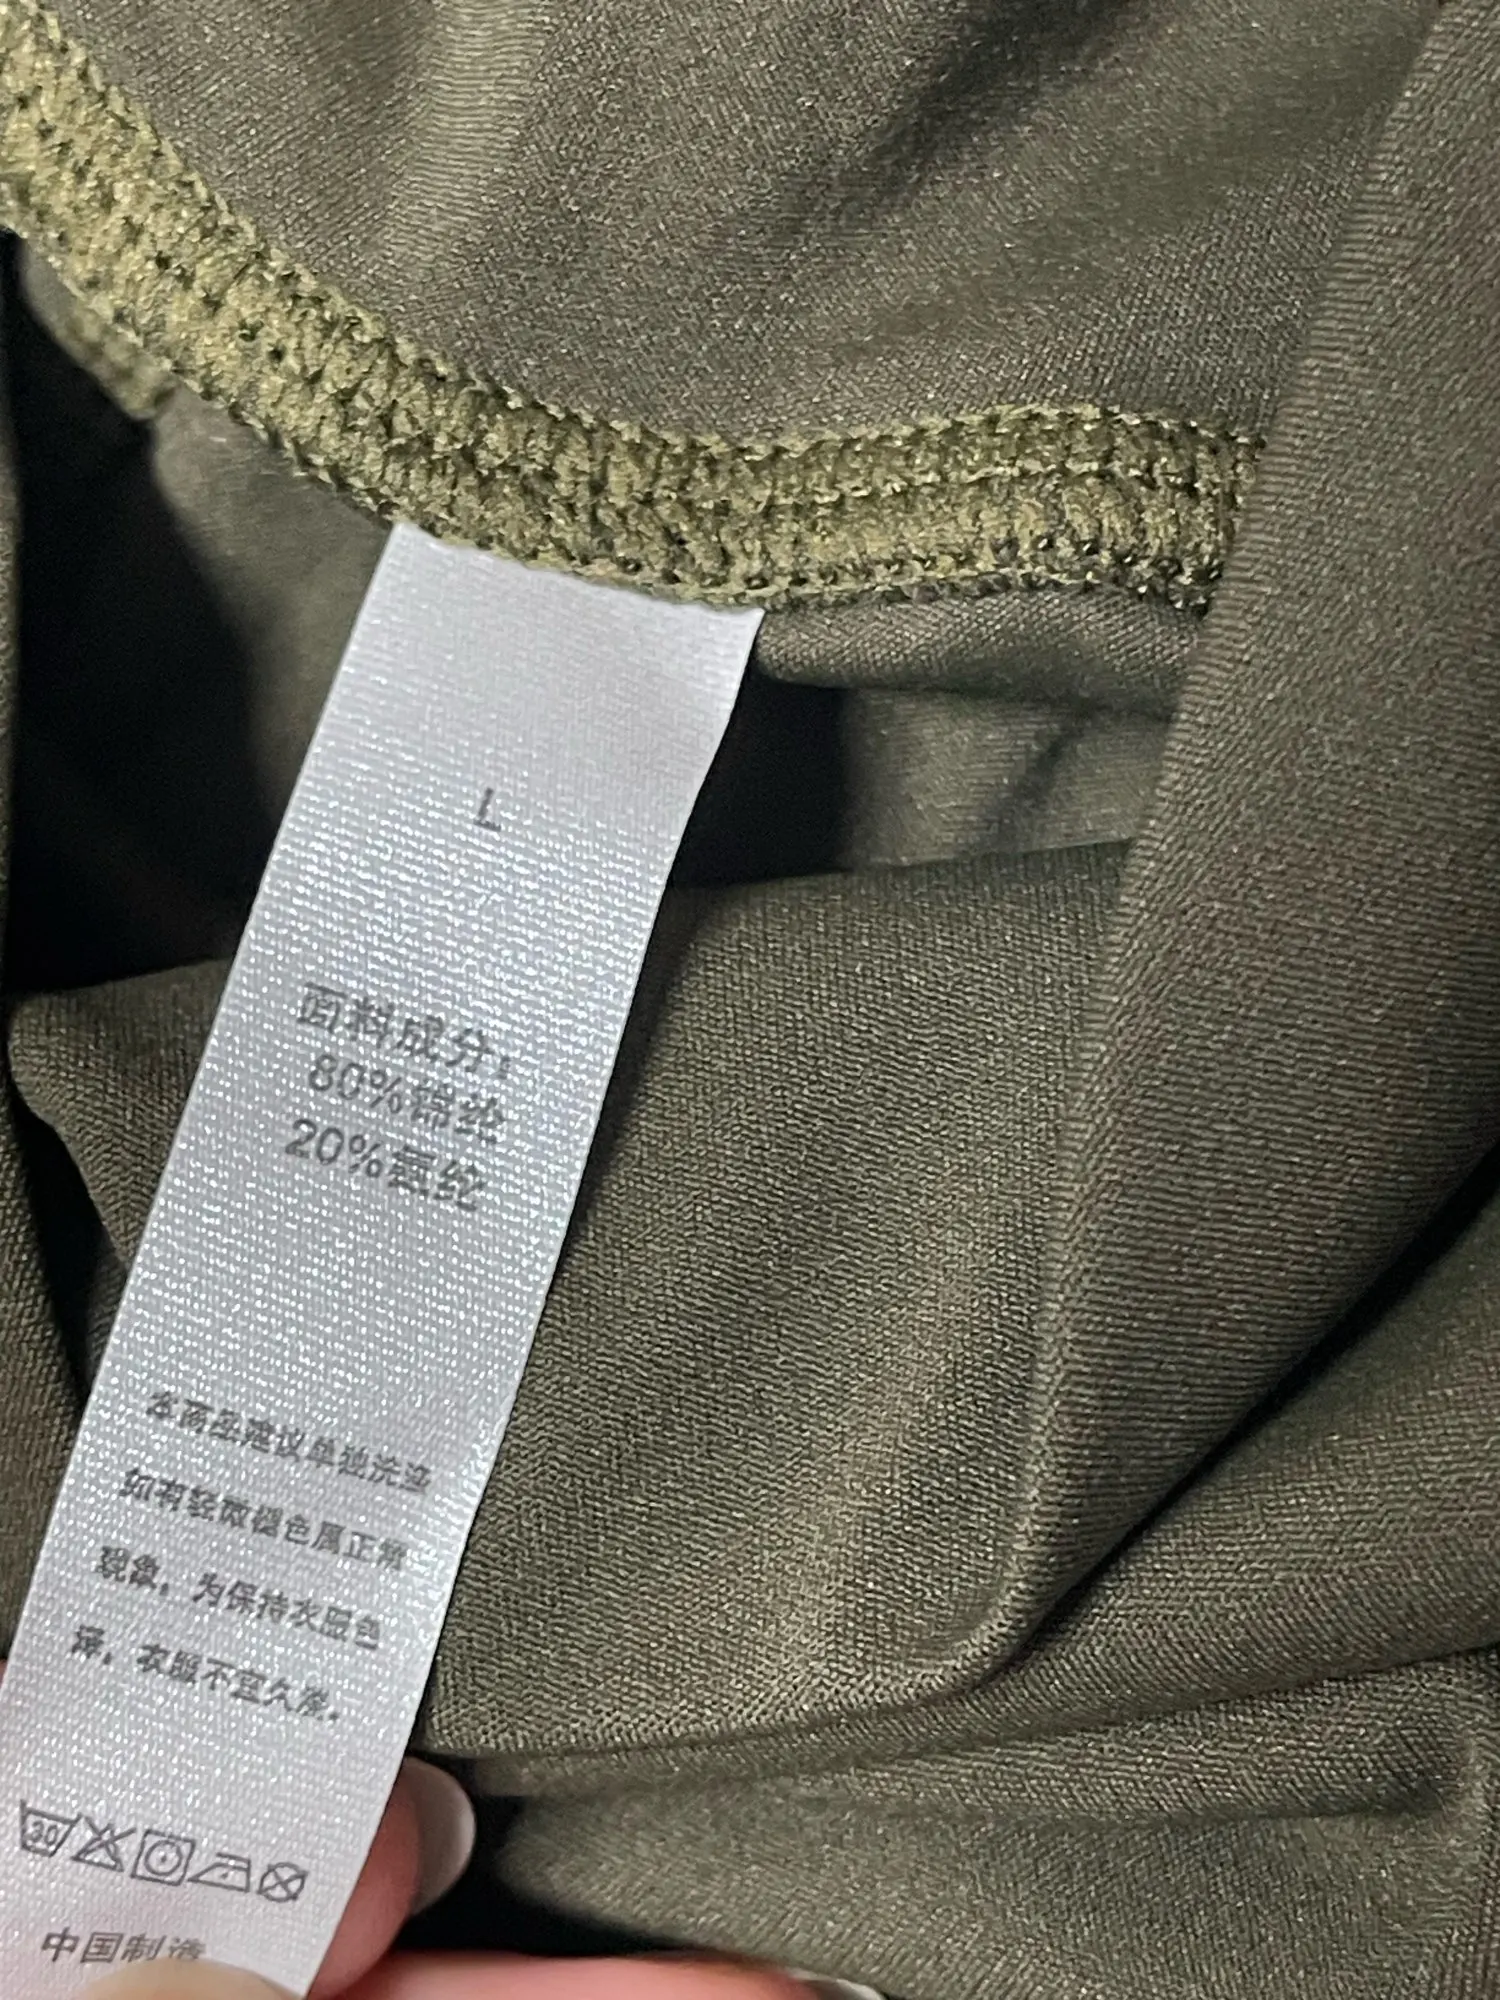 L
面料成分：
80%锦纶
20%氨纶
本商品建议单独洗涤
如有轻微褪色属正常
现象，为保持衣服色
泽，衣服不宜久浸。
30
中国制造